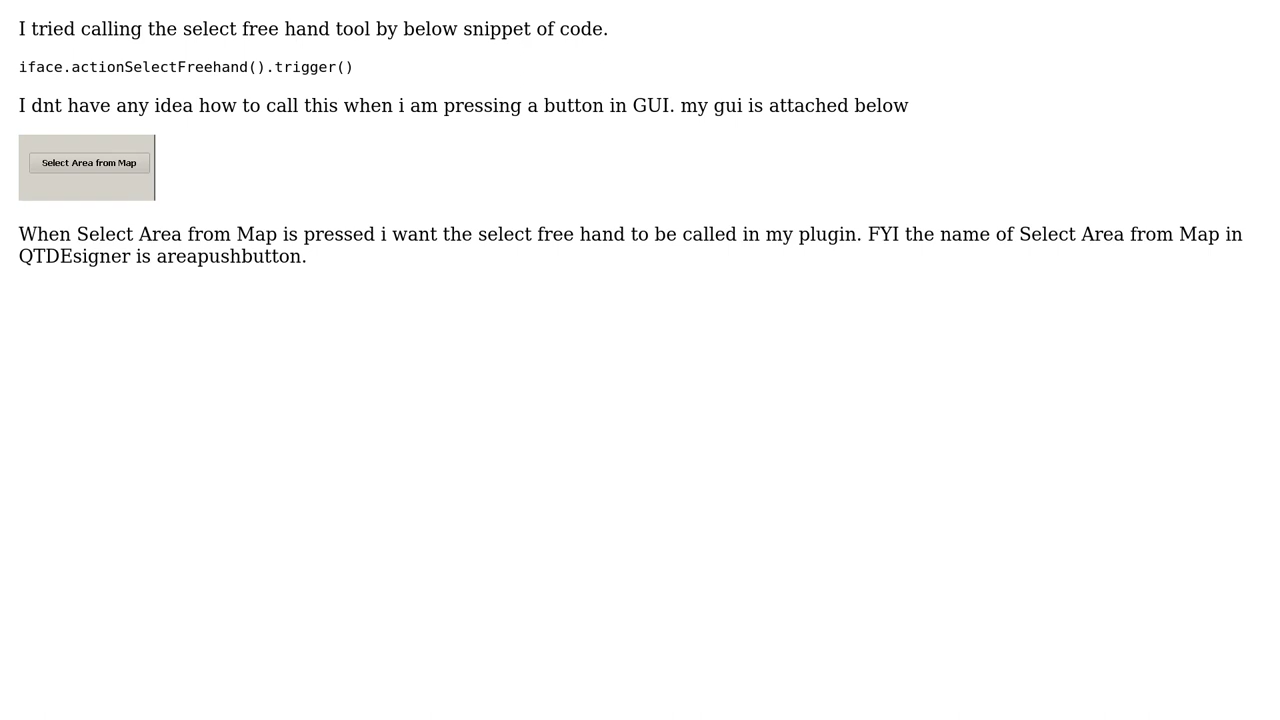 I tried calling the select free hand tool by below snippet of code.
iface.actionSelectFreehand().trigger()
I dnt have any idea how to call this when i am pressing a button in GUI. my gui is attached below
Select Area from Map
When Select Area from Map is pressed i want the select free hand to be called in my plugin. FYI the name of Select Area from Map in
QTDEsigner is areapushbutton.